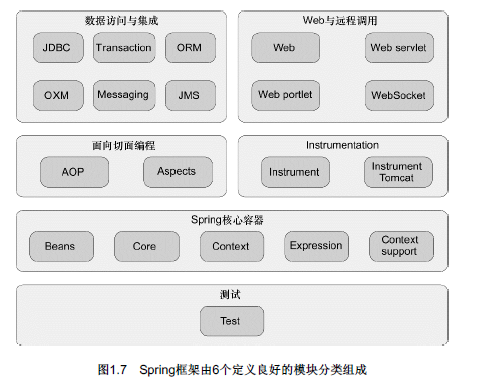 数据访问与集成
JDBC
Transaction
ORM
OXM
Messaging
JMS
Web与远程调用
Web
Web servlet
Web portlet
WebSocket
面向切面编程
AOP
Aspects
Instrumentation
Instrument
Instrument
Tomcat
Spring核心容器
Beans
Core
Context
Expression
Context
support
测试
Test
图1.7 Spring框架由6个定义良好的模块分类组成